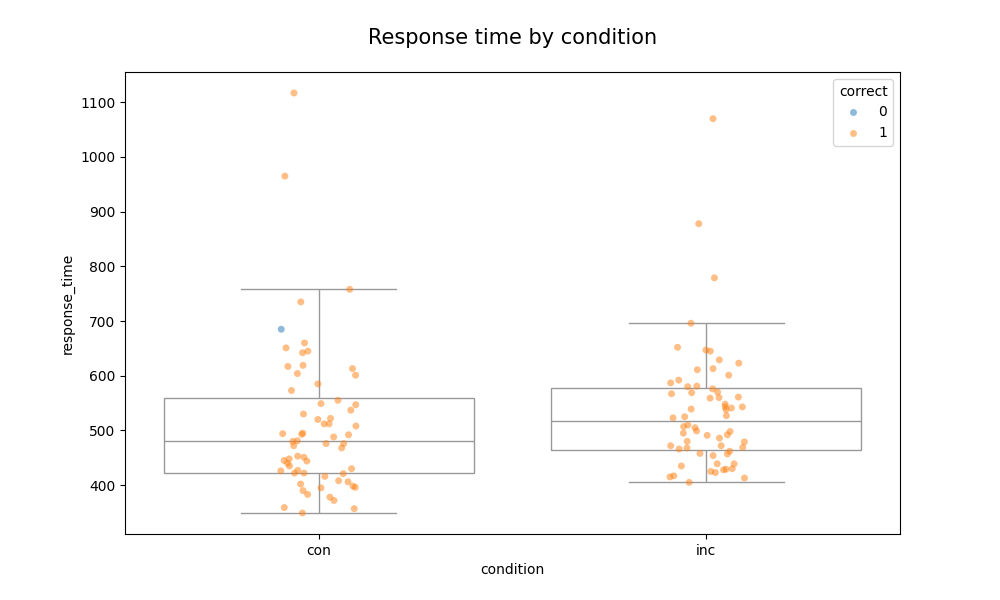 Response time by condition
correct
0
1
1100
1000
900
800
700
600
500
400
response_time
con
inc
condition